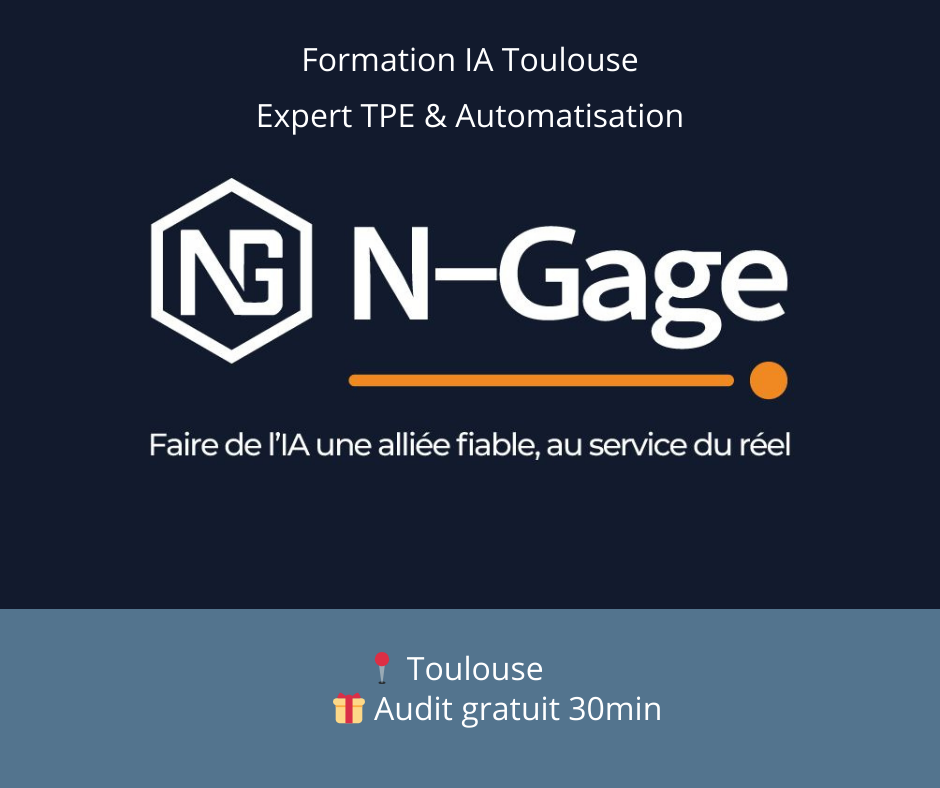 Formation IA Toulouse
Expert TPE & Automatisation
NG N-Gage
Faire de l'IA une alliée fiable, au service du réel
📍 Toulouse
🎁 Audit gratuit 30min